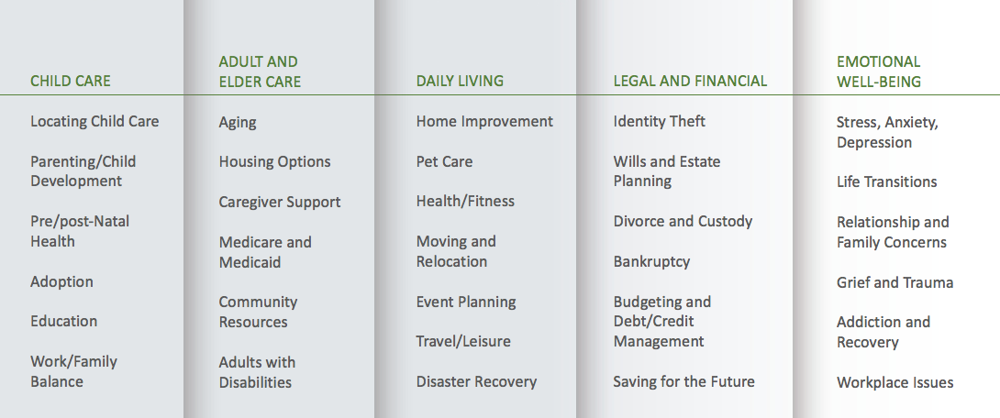 CHILD CARE
Locating Child Care
Parenting/Child
Development
Pre/post-Natal
Health
Adoption
Education
Work/Family
Balance
ADULT AND
ELDER CARE
Aging
Housing Options
Caregiver Support
Medicare and
Medicaid
Community
Resources
Adults with
Disabilities
DAILY LIVING
Home Improvement
Pet Care
Health/Fitness
Moving and
Relocation
Event Planning
Travel/Leisure
Disaster Recovery
LEGAL AND FINANCIAL
Identity Theft
Wills and Estate
Planning
Divorce and Custody
Bankruptcy
Budgeting and
Debt/Credit
Management
Saving for the Future
EMOTIONAL
WELL-BEING
Stress, Anxiety,
Depression
Life Transitions
Relationship and
Family Concerns
Grief and Trauma
Addiction and
Recovery
Workplace Issues